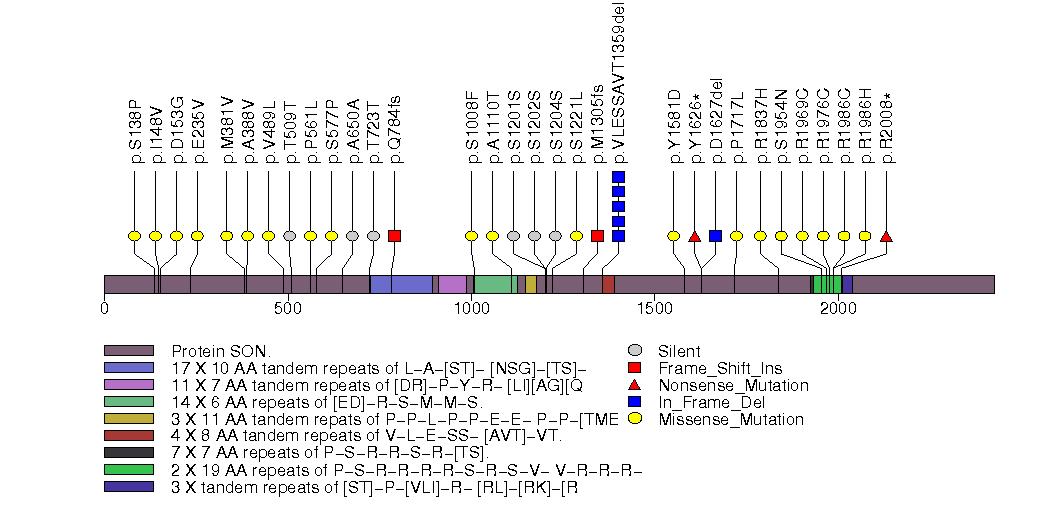 p.S138P
p.I148V
p.D153G
p.E235V
p.M381V
p.A388V
p.V489L
p.T509T
p.P561L
p.S577P
p.A650A
p.T723T
p.Q784fs
p.S1008F
p.A1110T
p.S1201S
p.S1202S
p.S1204S
p.S1221L
p.M1305fs
p.VLESSAVT1359del
p.Y1581D
p.Y1626*
p.D1627del
p.P1717L
p.R1837H
p.S1954N
p.R1969C
p.R1976C
p.R1986C
p.R1986H
p.R2008*
0 500 1000 1500 2000
Protein SON.
17 X 10 AA tandem repeats of L-A-[ST]- [NSG]-[TS]-
11 X 7 AA tandem repeats of [DR]-P-Y-R- [LI][AG][Q
14 X 6 AA repeats of [ED]-R-S-M-M-S.
3 X 11 AA tandem repats of P-P-L-P-P-E-E- P-P-[TME
4 X 8 AA tandem repeats of V-L-E-SS- [AVT]-VT.
7 X 7 AA repeats of P-S-R-R-S-R-[TS].
2 X 19 AA repeats of P-S-R-R-R-R-S-R-S-V- V-R-R-R-
3 X tandem repeats of [ST]-P-[VLI]-R- [RL]-[RK]-[R
Silent
Frame_Shift_Ins
Nonsense_Mutation
In_Frame_Del
Missense_Mutation